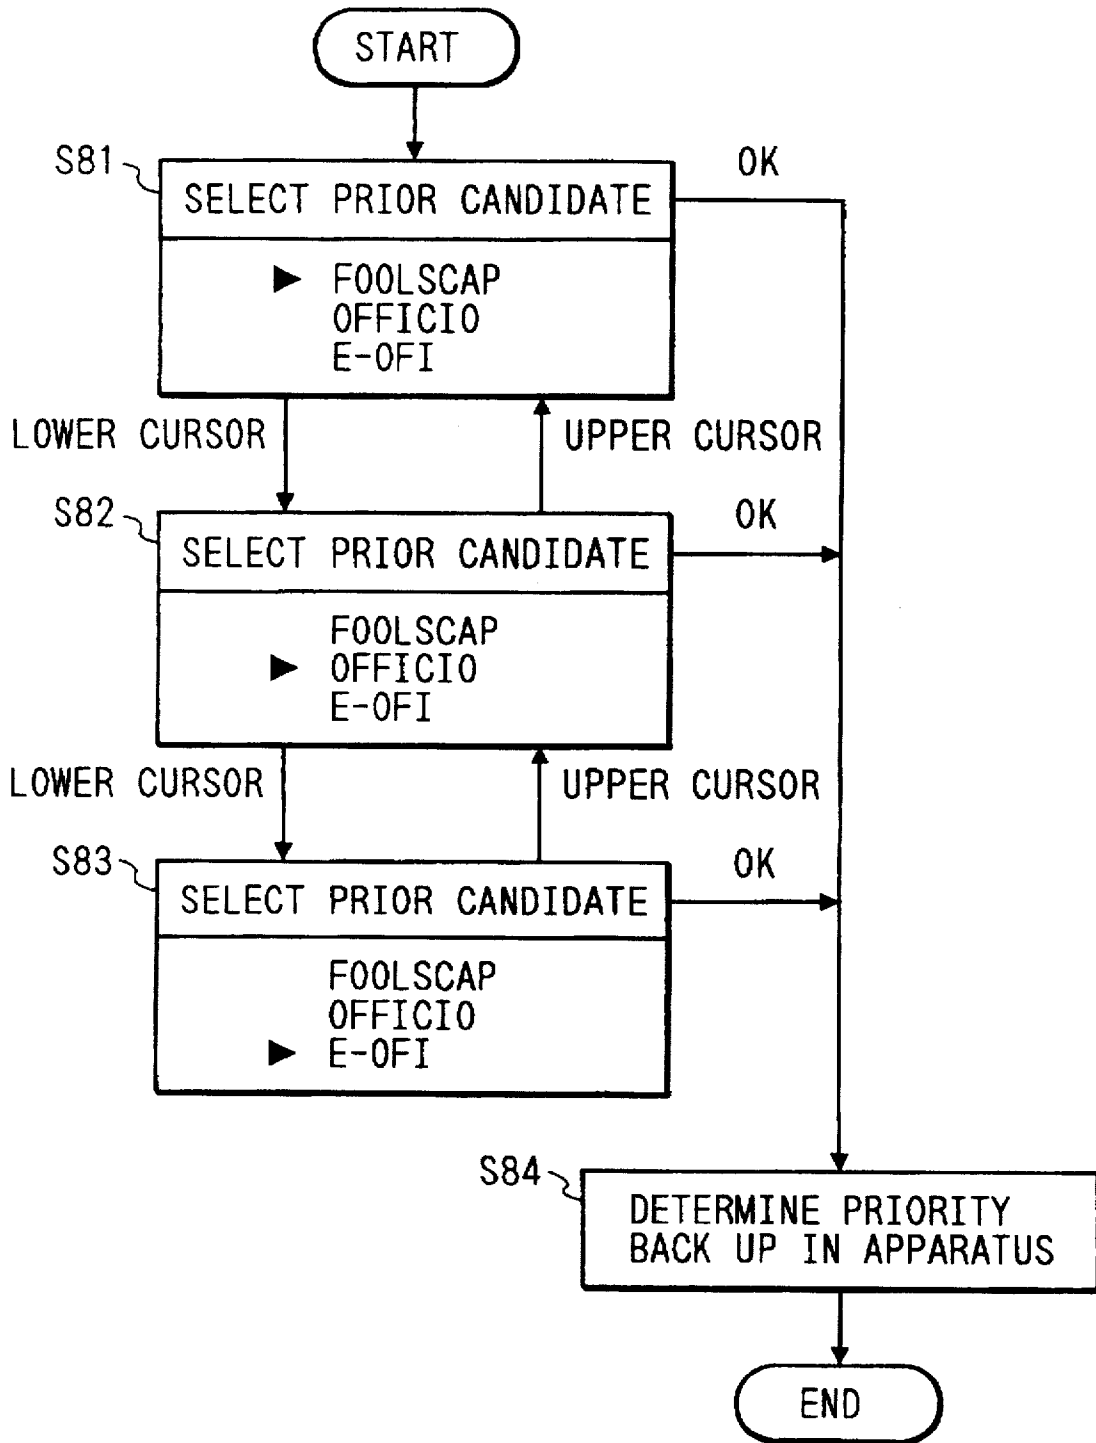 START
S81
OK
SELECT PRIOR CANDIDATE
► FOOLSCAP
OFFICIO
E-OFI
LOWER CURSOR
UPPER CURSOR
S82
OK
SELECT PRIOR CANDIDATE
FOOLSCAP
► OFFICIO
E-OFI
LOWER CURSOR
UPPER CURSOR
S83
OK
SELECT PRIOR CANDIDATE
FOOLSCAP
OFFICIO
► E-OFI
S84
DETERMINE PRIORITY
BACK UP IN APPARATUS
END